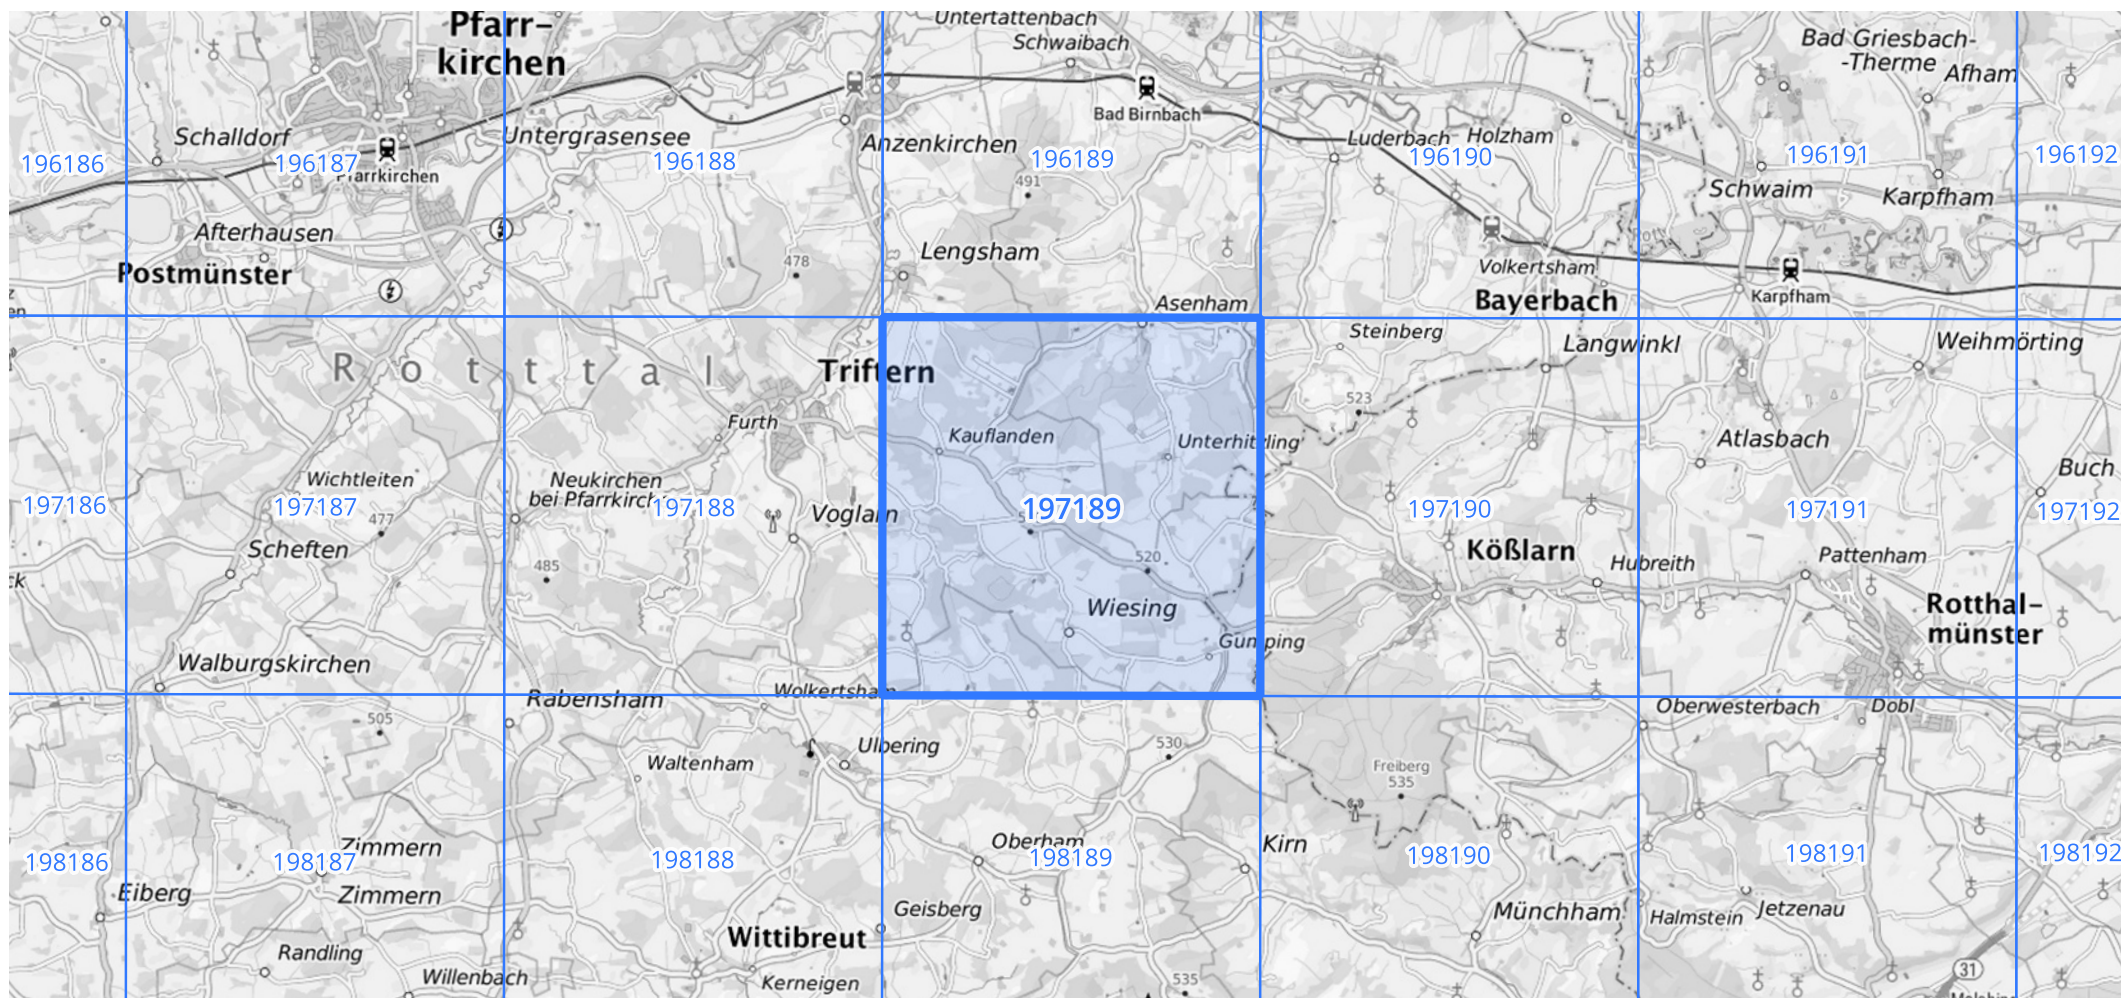 Pfarr-
kirchen
Untertattenbach
Schwaibach
Bad Griesbach-
-Therme
Afham
Bad Birnbach
Schalldorf
Untergrasensee
Anzenkirchen
Luderbach
Holzham
196186
196187
196188
196189
196190
196191
196192
Pfarrkirchen
491
Schwaim
Karpfham
Afterhausen
Lengsham
478
Postmünster
Volkertsham
Karpfham
Bayerbach
Asenham
Rotttal
Triftern
Steinberg
Langwinkl
Weihmörting
523
Furth
Kauflanden
Unterhitzling
Atlasbach
Buch
Wichtleiten
Neukirchen
bei Pfarrkirche
197186
197187
197188
197189
197190
197191
197192
477
Voglarn
Scheften
485
520
Kößlarn
Hubreith
Pattenham
Wiesing
Rotthal-
münster
Gumping
Walburgskirchen
Wolkertsham
Rabensham
Oberwesterbach
Dobl
505
530
Ulbering
Waltenham
Freiberg
535
Zimmern
Oberham
Kirn
198186
198187
198188
198189
198190
198191
198192
Eiberg
Zimmern
Geisberg
Münchham
Halmstein
Jetzenau
Wittibreut
Randling
Willenbach
Kerneigen
535
31